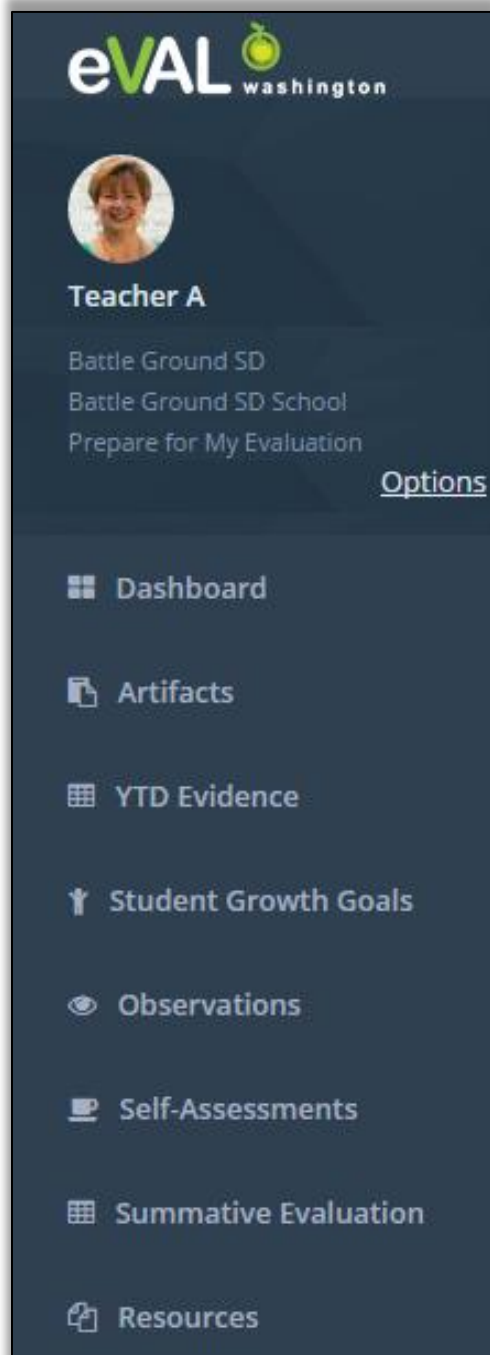 eVAL
washington
Teacher A
Battle Ground SD
Battle Ground SD School
Prepare for My Evaluation
Options
Dashboard
Artifacts
YTD Evidence
Student Growth Goals
Observations
Self-Assessments
Summative Evaluation
Resources